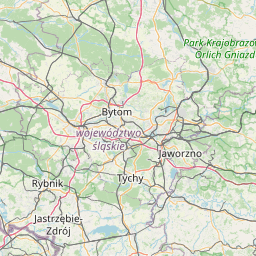 Park Krajobrazo
Orlich Gniazd
Bytom
województwo
śląskie
Jaworzno
Tychy
Rybnik
Jastrzębie-
Zdrój